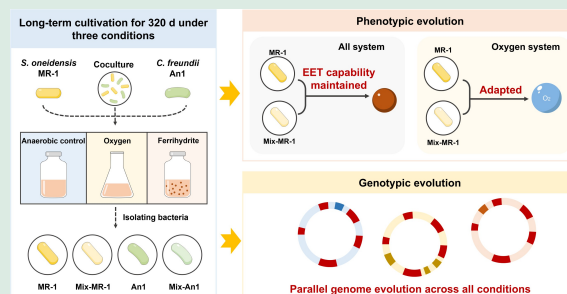 Long-term cultivation for 320 d under
three conditions
S. oneidensis
MR-1
Coculture
C. freundii
An1
Anaerobic control
Oxygen
Ferrihydrite
Isolating bacteria
MR-1
Mix-MR-1
An1
Mix-An1
Phenotypic evolution
All system
MR-1
EET capability
maintained
Mix-MR-1
Oxygen system
MR-1
Adapted
O₂
Mix-MR-1
Genotypic evolution
Parallel genome evolution across all conditions